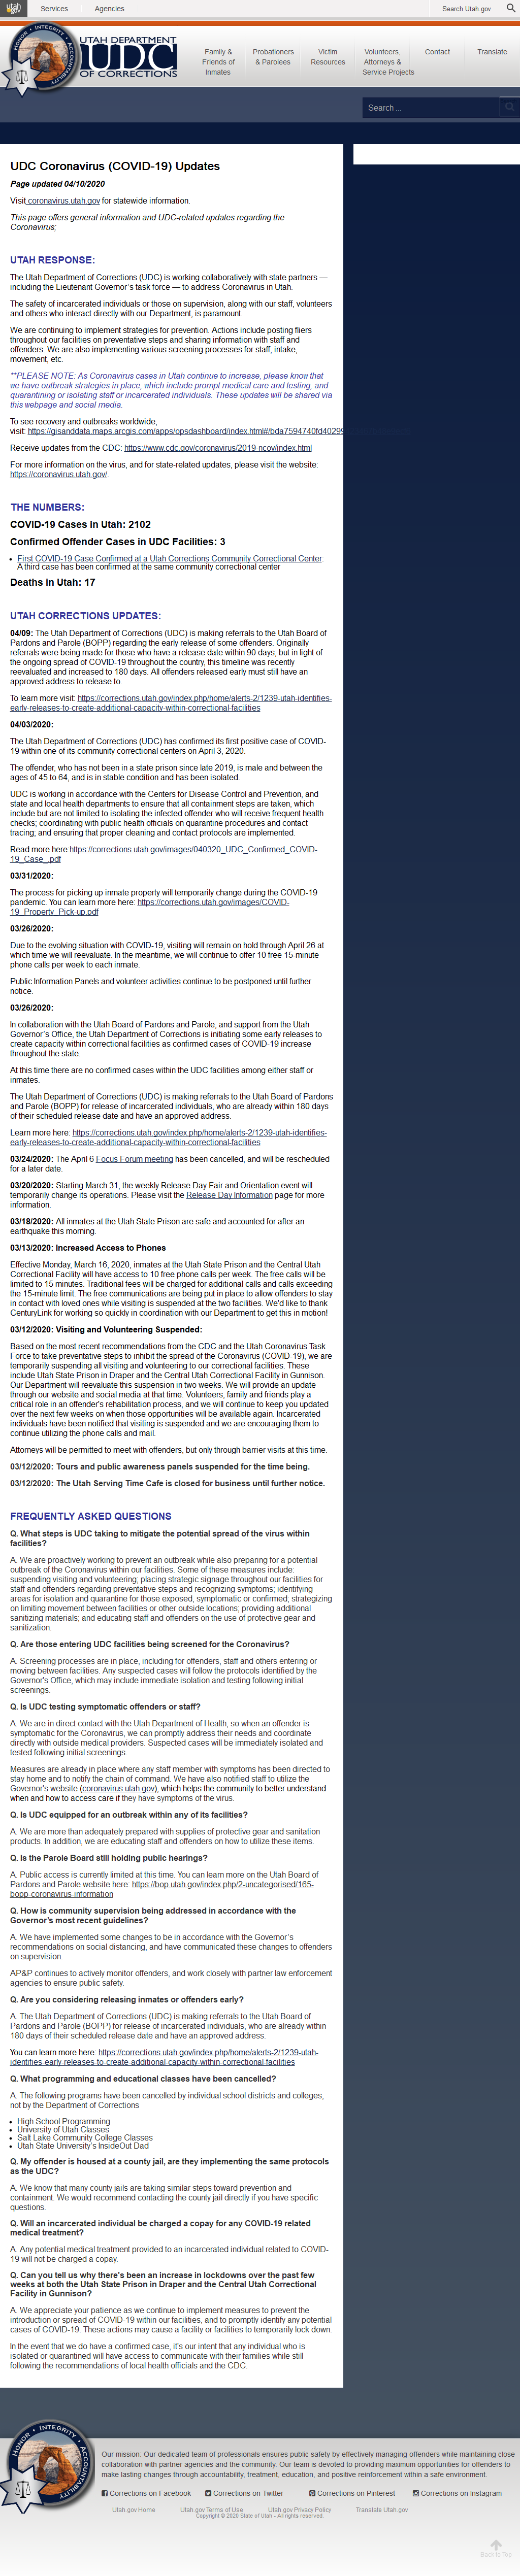 Utah
Services Agencies Search Utah.gov
UTAH DEPARTMENT
UDC
OF CORRECTIONS
HONOR • INTEGRITY • ACCOUNTABILITY
Family & Friends of Inmates
Probationers & Parolees
Victim Resources
Volunteers, Attorneys & Service Projects
Contact
Translate
Search ...
UDC Coronavirus (COVID-19) Updates
Page updated 04/10/2020
Visit coronavirus.utah.gov for statewide information.
This page offers general information and UDC-related updates regarding the
Coronavirus;
UTAH RESPONSE:
The Utah Department of Corrections (UDC) is working collaboratively with state partners —
including the Lieutenant Governor's task force — to address Coronavirus in Utah.
The safety of incarcerated individuals or those on supervision, along with our staff, volunteers
and others who interact directly with our Department, is paramount.
We are continuing to implement strategies for prevention. Actions include posting fliers
throughout our facilities on preventative steps and sharing information with staff and
offenders. We are also implementing various screening processes for staff, intake,
movement, etc.
**PLEASE NOTE: As Coronavirus cases in Utah continue to increase, please know that
we have outbreak strategies in place, which include prompt medical care and testing, and
quarantining or isolating staff or incarcerated individuals. These updates will be shared via
this webpage and social media.
To see recovery and outbreaks worldwide,
visit: https://gisanddata.maps.arcgis.com/apps/opsdashboard/index.html#/bda7594740fd40299
Receive updates from the CDC: https://www.cdc.gov/coronavirus/2019-ncov/index.html
For more information on the virus, and for state-related updates, please visit the website:
https://coronavirus.utah.gov/.
THE NUMBERS:
COVID-19 Cases in Utah: 2102
Confirmed Offender Cases in UDC Facilities: 3
• First COVID-19 Case Confirmed at a Utah Corrections Community Correctional Center:
A third case has been confirmed at the same community correctional center
Deaths in Utah: 17
UTAH CORRECTIONS UPDATES:
04/09: The Utah Department of Corrections (UDC) is making referrals to the Utah Board of
Pardons and Parole (BOPP) regarding the early release of some offenders. Originally
referrals were being made for those who have a release date within 90 days, but in light of
the ongoing spread of COVID-19 throughout the country, this timeline was recently
reevaluated and increased to 180 days. All offenders released early must still have an
approved address to release to.
To learn more visit: https://corrections.utah.gov/index.php/home/alerts-2/1239-utah-identifies-
early-releases-to-create-additional-capacity-within-correctional-facilities
04/03/2020:
The Utah Department of Corrections (UDC) has confirmed its first positive case of COVID-
19 within one of its community correctional centers on April 3, 2020.
The offender, who has not been in a state prison since late 2019, is male and between the
ages of 45 to 64, and is in stable condition and has been isolated.
UDC is working in accordance with the Centers for Disease Control and Prevention, and
state and local health departments to ensure that all containment steps are taken, which
include but are not limited to isolating the infected offender who will receive frequent health
checks; coordinating with public health officials on quarantine procedures and contact
tracing; and ensuring that proper cleaning and contact protocols are implemented.
Read more here:https://corrections.utah.gov/images/040320_UDC_Confirmed_COVID-
19_Case_.pdf
03/31/2020:
The process for picking up inmate property will temporarily change during the COVID-19
pandemic. You can learn more here: https://corrections.utah.gov/images/COVID-
19_Property_Pick-up.pdf
03/26/2020:
Due to the evolving situation with COVID-19, visiting will remain on hold through April 26 at
which time we will reevaluate. In the meantime, we will continue to offer 10 free 15-minute
phone calls per week to each inmate.
Public Information Panels and volunteer activities continue to be postponed until further
notice.
03/26/2020:
In collaboration with the Utah Board of Pardons and Parole, and support from the Utah
Governor's Office, the Utah Department of Corrections is initiating some early releases to
create capacity within correctional facilities as confirmed cases of COVID-19 increase
throughout the state.
At this time there are no confirmed cases within the UDC facilities among either staff or
inmates.
The Utah Department of Corrections (UDC) is making referrals to the Utah Board of Pardons
and Parole (BOPP) for release of incarcerated individuals, who are already within 180 days
of their scheduled release date and have an approved address.
Learn more here: https://corrections.utah.gov/index.php/home/alerts-2/1239-utah-identifies-
early-releases-to-create-additional-capacity-within-correctional-facilities
03/24/2020: The April 6 Focus Forum meeting has been cancelled, and will be rescheduled
for a later date.
03/20/2020: Starting March 31, the weekly Release Day Fair and Orientation event will
temporarily change its operations. Please visit the Release Day Information page for more
information.
03/18/2020: All inmates at the Utah State Prison are safe and accounted for after an
earthquake this morning.
03/13/2020: Increased Access to Phones
Effective Monday, March 16, 2020, inmates at the Utah State Prison and the Central Utah
Correctional Facility will have access to 10 free phone calls per week. The free calls will be
limited to 15 minutes. Traditional fees will be charged for additional calls and calls exceeding
the 15-minute limit. The free communications are being put in place to allow offenders to stay
in contact with loved ones while visiting is suspended at the two facilities. We'd like to thank
CenturyLink for working so quickly in coordination with our Department to get this in motion!
03/12/2020: Visiting and Volunteering Suspended:
Based on the most recent recommendations from the CDC and the Utah Coronavirus Task
Force to take preventative steps to inhibit the spread of the Coronavirus (COVID-19), we are
temporarily suspending all visiting and volunteering to our correctional facilities. These
include Utah State Prison in Draper and the Central Utah Correctional Facility in Gunnison.
Our Department will reevaluate this suspension in two weeks. We will provide an update
through our website and social media at that time. Volunteers, family and friends play a
critical role in an offender's rehabilitation process, and we will continue to keep you updated
over the next few weeks on when those opportunities will be available again. Incarcerated
individuals have been notified that visiting is suspended and we are encouraging them to
continue utilizing the phone calls and mail.
Attorneys will be permitted to meet with offenders, but only through barrier visits at this time.
03/12/2020: Tours and public awareness panels suspended for the time being.
03/12/2020: The Utah Serving Time Cafe is closed for business until further notice.
FREQUENTLY ASKED QUESTIONS
Q. What steps is UDC taking to mitigate the potential spread of the virus within
facilities?
A. We are proactively working to prevent an outbreak while also preparing for a potential
outbreak of the Coronavirus within our facilities. Some of these measures include:
suspending visiting and volunteering; placing strategic signage throughout our facilities for
staff and offenders regarding preventative steps and recognizing symptoms; identifying
areas for isolation and quarantine for those exposed, symptomatic or confirmed; strategizing
on limiting movement between facilities or other outside locations; providing additional
sanitizing materials; and educating staff and offenders on the use of protective gear and
sanitization.
Q. Are those entering UDC facilities being screened for the Coronavirus?
A. Screening processes are in place, including for offenders, staff and others entering or
moving between facilities. Any suspected cases will follow the protocols identified by the
Governor's Office, which may include immediate isolation and testing following initial
screenings.
Q. Is UDC testing symptomatic offenders or staff?
A. We are in direct contact with the Utah Department of Health, so when an offender is
symptomatic for the Coronavirus, we can promptly address their needs and coordinate
directly with outside medical providers. Suspected cases will be immediately isolated and
tested following initial screenings.
Measures are already in place where any staff member with symptoms has been directed to
stay home and to notify the chain of command. We have also notified staff to utilize the
Governor's website (coronavirus.utah.gov), which helps the community to better understand
when and how to access care if they have symptoms of the virus.
Q. Is UDC equipped for an outbreak within any of its facilities?
A. We are more than adequately prepared with supplies of protective gear and sanitation
products. In addition, we are educating staff and offenders on how to utilize these items.
Q. Is the Parole Board still holding public hearings?
A. Public access is currently limited at this time. You can learn more on the Utah Board of
Pardons and Parole website here: https://bop.utah.gov/index.php/2-uncategorised/165-
bopp-coronavirus-information
Q. How is community supervision being addressed in accordance with the
Governor's most recent guidelines?
A. We have implemented some changes to be in accordance with the Governor's
recommendations on social distancing, and have communicated these changes to offenders
on supervision.
AP&P continues to actively monitor offenders, and work closely with partner law enforcement
agencies to ensure public safety.
Q. Are you considering releasing inmates or offenders early?
A. The Utah Department of Corrections (UDC) is making referrals to the Utah Board of
Pardons and Parole (BOPP) for release of incarcerated individuals, who are already within
180 days of their scheduled release date and have an approved address.
You can learn more here: https://corrections.utah.gov/index.php/home/alerts-2/1239-utah-
identifies-early-releases-to-create-additional-capacity-within-correctional-facilities
Q. What programming and educational classes have been cancelled?
A. The following programs have been cancelled by individual school districts and colleges,
not by the Department of Corrections
• High School Programming
• University of Utah Classes
• Salt Lake Community College Classes
• Utah State University's InsideOut Dad
Q. My offender is housed at a county jail, are they implementing the same protocols
as the UDC?
A. We know that many county jails are taking similar steps toward prevention and
containment. We would recommend contacting the county jail directly if you have specific
questions.
Q. Will an incarcerated individual be charged a copay for any COVID-19 related
medical treatment?
A. Any potential medical treatment provided to an incarcerated individual related to COVID-
19 will not be charged a copay.
Q. Can you tell us why there's been an increase in lockdowns over the past few
weeks at both the Utah State Prison in Draper and the Central Utah Correctional
Facility in Gunnison?
A. We appreciate your patience as we continue to implement measures to prevent the
introduction or spread of COVID-19 within our facilities, and to promptly identify any potential
cases of COVID-19. These actions may cause a facility or facilities to temporarily lock down.
In the event that we do have a confirmed case, it's our intent that any individual who is
isolated or quarantined will have access to communicate with their families while still
following the recommendations of local health officials and the CDC.
HONOR • INTEGRITY • ACCOUNTABILITY
Our mission: Our dedicated team of professionals ensures public safety by effectively managing offenders while maintaining close
collaboration with partner agencies and the community. Our team is devoted to providing maximum opportunities for offenders to
make lasting changes through accountability, treatment, education, and positive reinforcement within a safe environment.
Corrections on Facebook Corrections on Twitter Corrections on Pinterest Corrections on Instagram
Utah.gov Home Utah.gov Terms of Use Utah.gov Privacy Policy Translate Utah.gov
Copyright © 2020 State of Utah - All rights reserved.
Back to Top